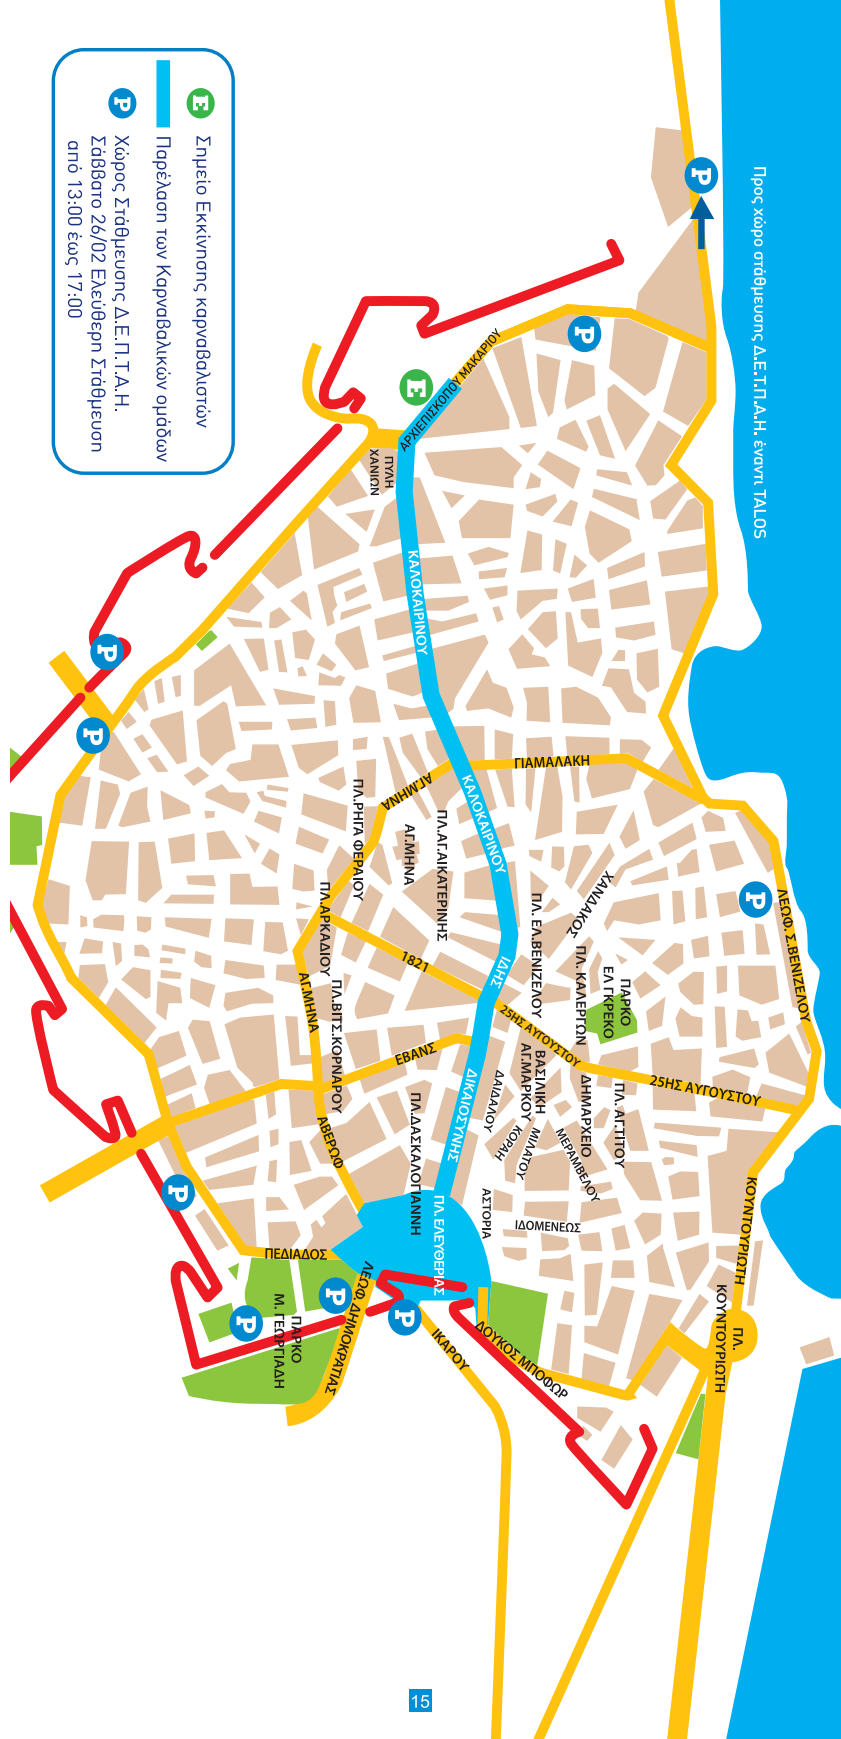 Προς χώρο στάθμευσης Δ.Ε.Τ.Π.Α.Η. έναντι TALOS
P
E
Σημείο Εκκίνησης καρναβαλιστών
Παρέλαση των Καρναβαλικών ομάδων
P
Χώρος Στάθμευσης Δ.Ε.Π.Τ.Α.Η.
Σάββατο 26/02 Ελεύθερη Στάθμευση
από 13:00 έως 17:00
P
E
ΑΡΧΙΕΠΙΣΚΟΠΟΥ ΜΑΚΑΡΙΟΥ
ΠΥΛΗ
ΧΑΝΙΩΝ
ΚΑΛΟΚΑΙΡΙΝΟΥ
P
P
ΓΙΑΜΑΛΑΚΗ
ΑΓ.ΜΗΝΑ
ΚΑΛΟΚΑΙΡΙΝΟΥ
ΠΛ.ΡΗΓΑ ΦΕΡΑΙΟΥ
ΑΓ.ΜΗΝΑ
ΠΛ.ΑΓ.ΑΙΚΑΤΕΡΙΝΗΣ
ΧΑΝΔΑΚΟΣ
P
ΛΕΩΦ. Σ.ΒΕΝΙΖΕΛΟΥ
ΠΛ. ΕΛ.ΒΕΝΙΖΕΛΟΥ
ΠΛ. ΚΑΛΕΡΓΩΝ
ΠΑΡΚΟ
ΕΛ ΓΚΡΕΚΟ
ΠΛ.ΑΡΚΑΔΙΟΥ
1821
ΙΔΗΣ
ΑΓ.ΜΗΝΑ
ΠΛ.ΒΙΤΣ.ΚΟΡΝΑΡΟΥ
25ΗΣ ΑΥΓΟΥΣΤΟΥ
25ΗΣ ΑΥΓΟΥΣΤΟΥ
ΕΒΑΝΣ
ΔΙΚΑΙΟΣΥΝΗΣ
ΔΑΙΔΑΛΟΥ
ΒΑΣΙΛΙΚΗ
ΑΓ.ΜΑΡΚΟΥ
ΔΗΜΑΡΧΕΙΟ
ΠΛ. ΑΓ.ΤΙΤΟΥ
ΚΟΡΑΗ
ΜΙΛΑΤΟΥ
ΜΕΡΑΜΒΕΛΟΥ
ΑΒΕΡΩΦ
ΠΛ.ΔΑΣΚΑΛΟΓΙΑΝΝΗ
ΑΣΤΟΡΙΑ
ΙΔΟΜΕΝΕΩΣ
ΚΟΥΝΤΟΥΡΙΩΤΗ
P
ΠΛ. ΕΛΕΥΘΕΡΙΑΣ
ΠΕΔΙΑΔΟΣ
ΛΕΩΦ. ΔΗΜΟΚΡΑΤΙΑΣ
P
P
P
ΠΑΡΚΟ
Μ. ΓΕΩΡΓΙΑΔΗ
ΙΚΑΡΟΥ
ΔΟΥΚΟΣ ΜΠΟΦΩΡ
ΠΛ.
ΚΟΥΝΤΟΥΡΙΩΤΗ
15